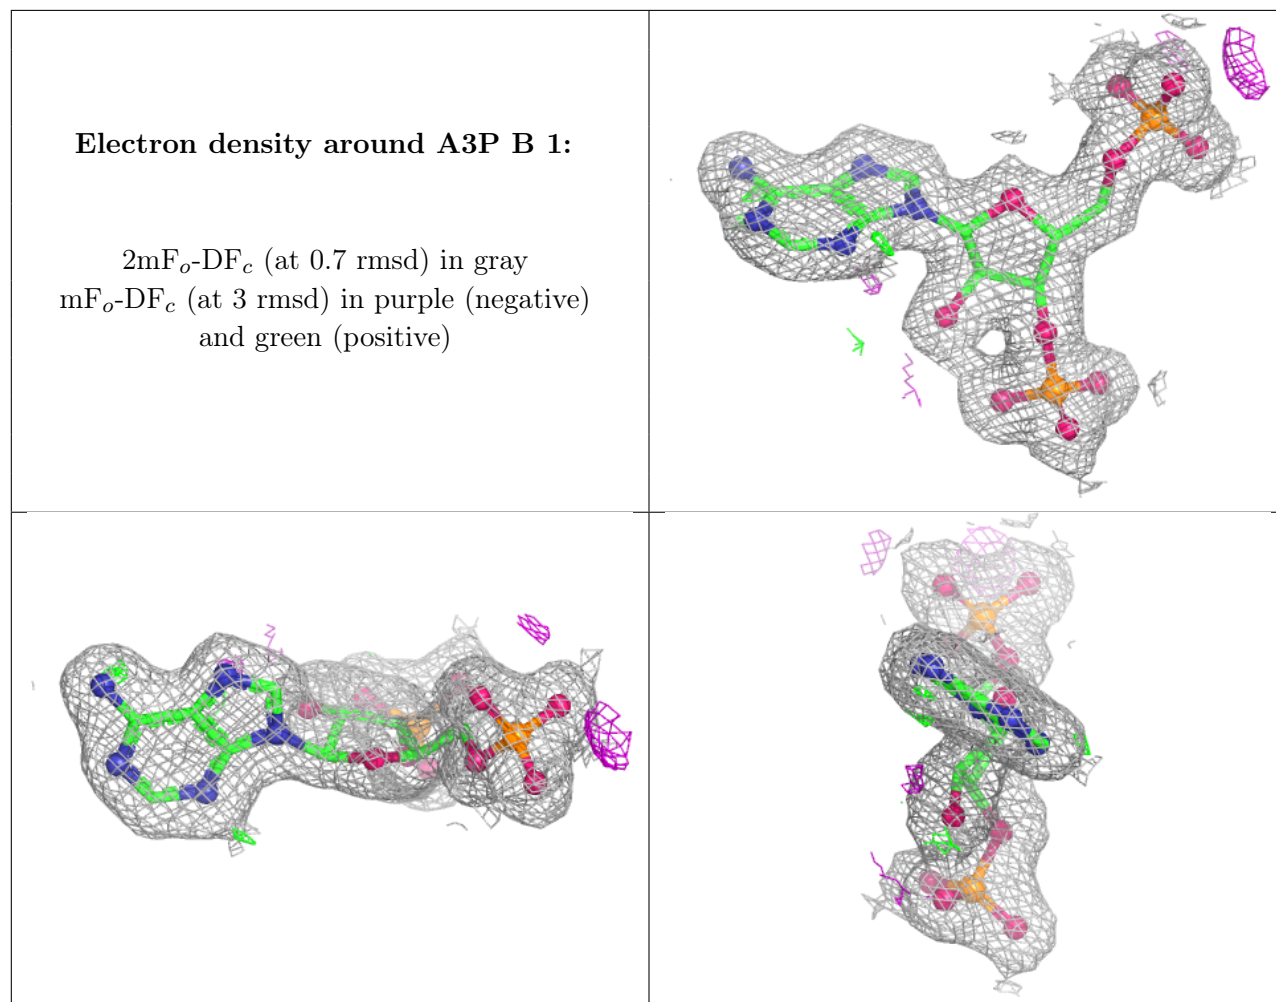 Electron density around A3P B 1:
2mFo-DFc (at 0.7 rmsd) in gray
mFo-DFc (at 3 rmsd) in purple (negative)
and green (positive)